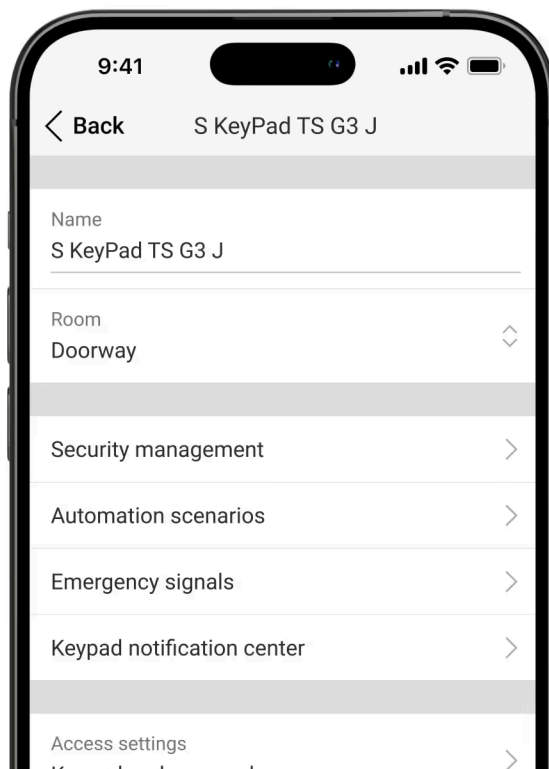 9:41
Back S KeyPad TS G3 J
Name
S KeyPad TS G3 J
Room
Doorway
Security management
Automation scenarios
Emergency signals
Keypad notification center
Access settings